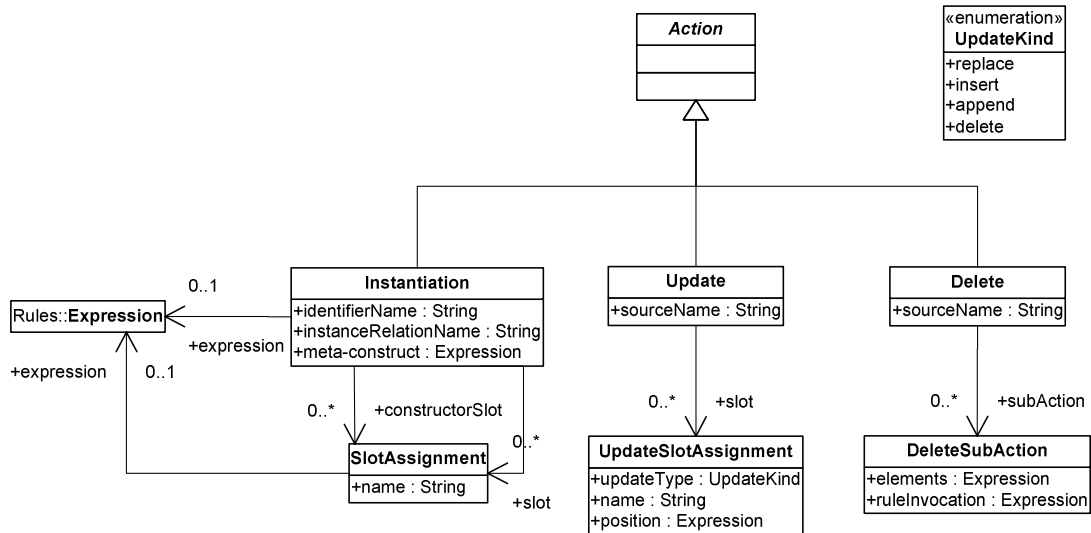 Action
«enumeration»
UpdateKind
+replace
+insert
+append
+delete
Instantiation
+identifierName : String
+instanceRelationName : String
+meta-construct : Expression
Update
+sourceName : String
Delete
+sourceName : String
Rules::Expression
0..1
+expression
+expression
0..1
0..*
+constructorSlot
0..*
+slot
SlotAssignment
+name : String
0..*
+slot
UpdateSlotAssignment
+updateType : UpdateKind
+name : String
+position : Expression
0..*
+subAction
DeleteSubAction
+elements : Expression
+ruleInvocation : Expression